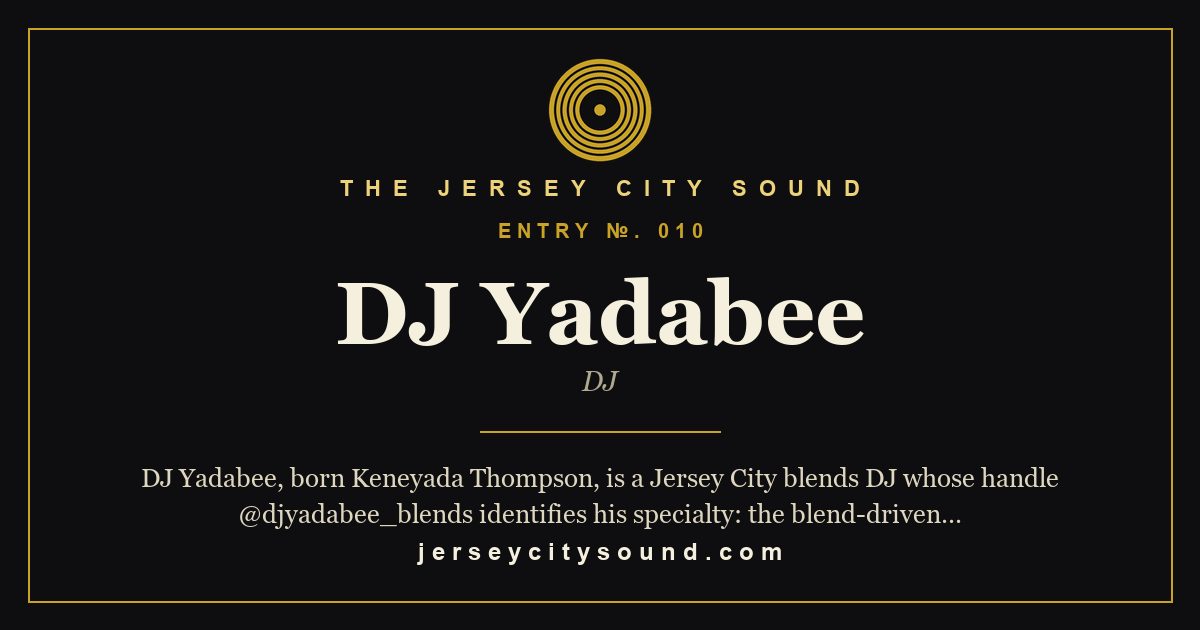 THE JERSEY CITY SOUND
ENTRY №. 010
DJ Yadabee
DJ
DJ Yadabee, born Keneyada Thompson, is a Jersey City blends DJ whose handle
@djyadabee_blends identifies his specialty: the blend-driven...
jerseycitysound.com